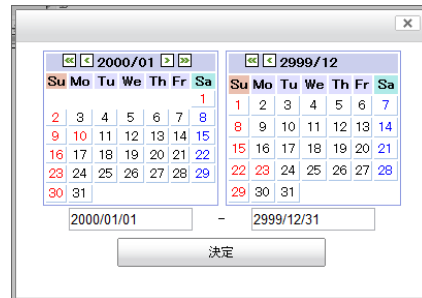 2000/01
Su Mo Tu We Th Fr Sa
1
2 3 4 5 6 7 8
9 10 11 12 13 14 15
16 17 18 19 20 21 22
23 24 25 26 27 28 29
30 31
2999/12
Su Mo Tu We Th Fr Sa
1 2 3 4 5 6 7
8 9 10 11 12 13 14
15 16 17 18 19 20 21
22 23 24 25 26 27 28
29 30 31
2000/01/01 – 2999/12/31
決定